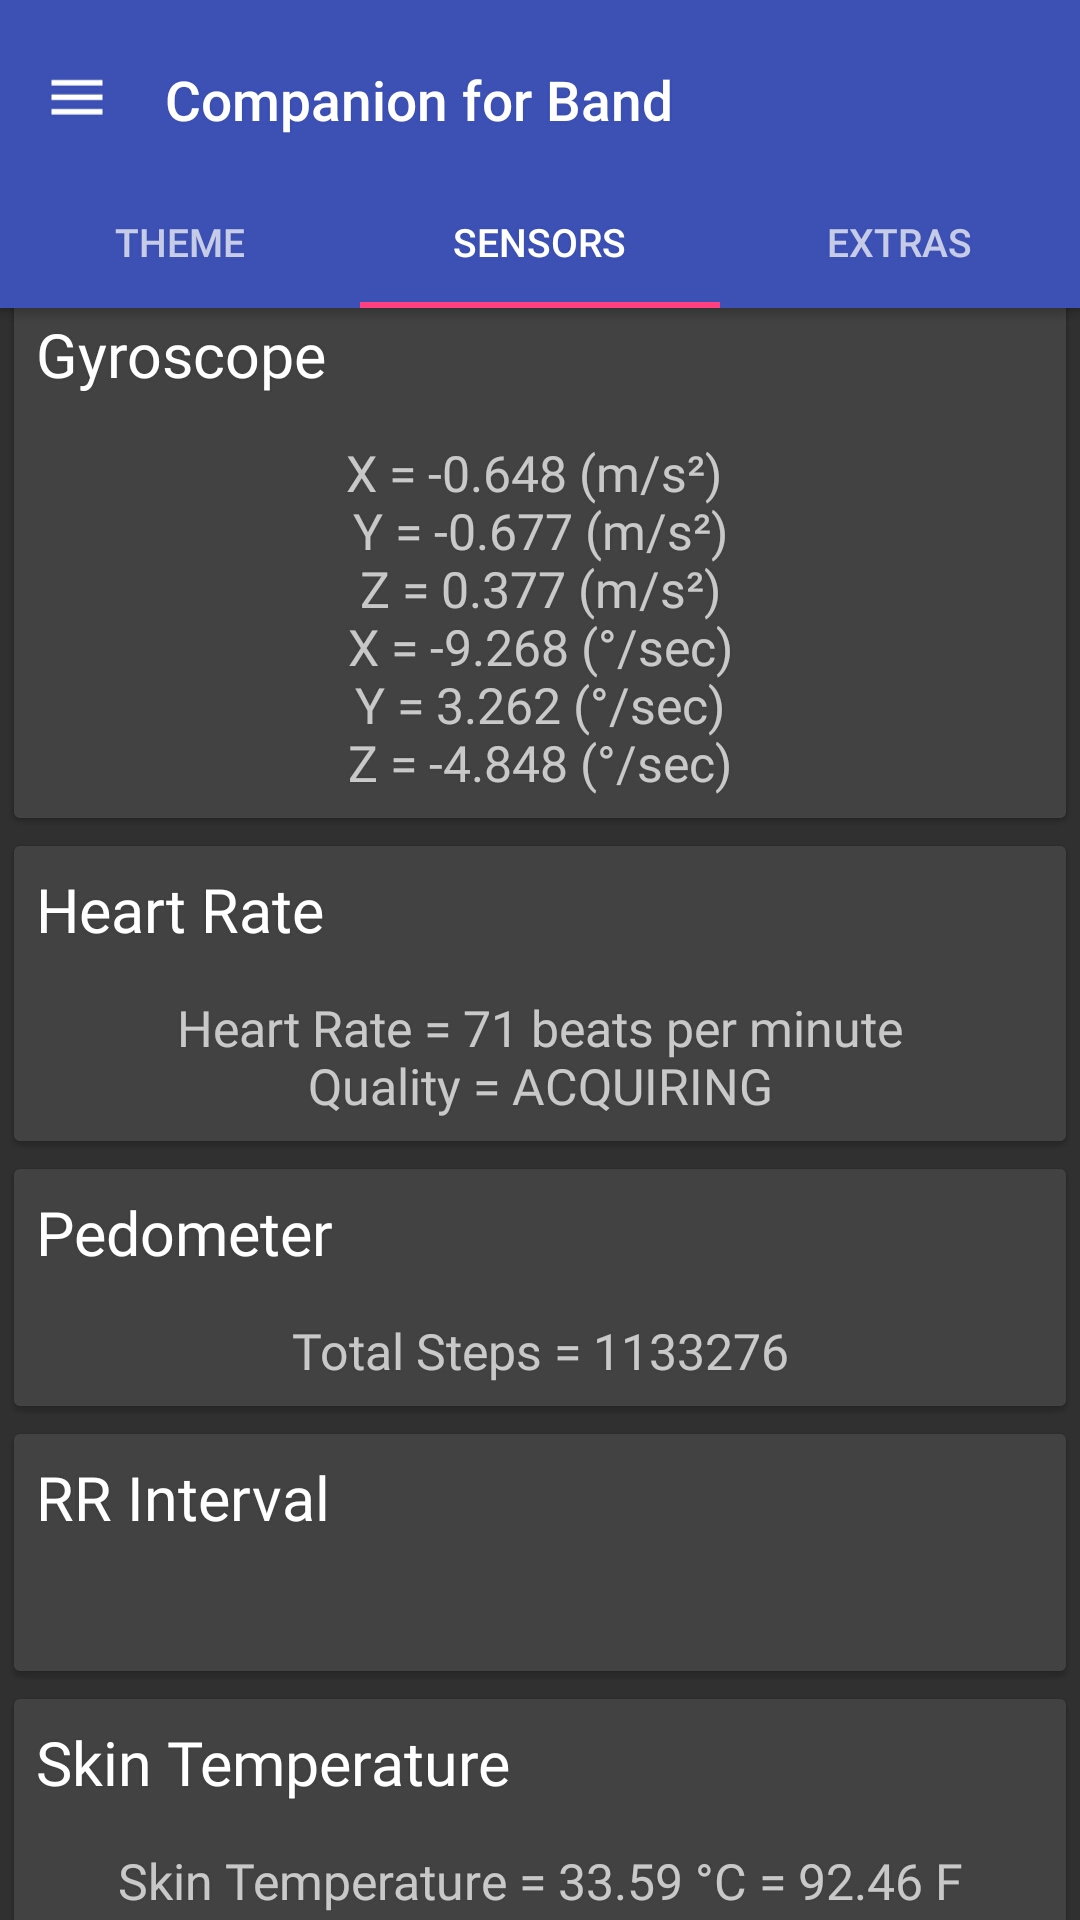 Companion for Band
THEME SENSORS EXTRAS
Gyroscope
X = -0.648 (m/s²)
Y = -0.677 (m/s²)
Z = 0.377 (m/s²)
X = -9.268 (°/sec)
Y = 3.262 (°/sec)
Z = -4.848 (°/sec)
Heart Rate
Heart Rate = 71 beats per minute
Quality = ACQUIRING
Pedometer
Total Steps = 1133276
RR Interval
Skin Temperature
Skin Temperature = 33.59 °C = 92.46 F